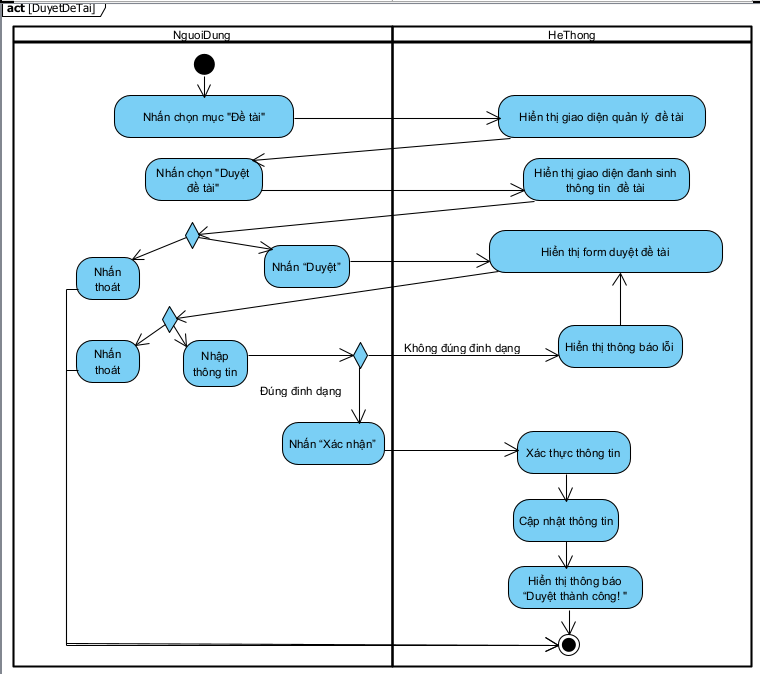 act [DuyetDeTai]
NguoiDung
HeThong
Nhấn chọn mục "Đề tài"
Hiển thị giao diện quản lý đề tài
Nhấn chọn "Duyệt
đề tài"
Hiển thị giao diện đanh sinh
thông tin đề tài
Nhấn
thoát
Nhấn “Duyệt”
Hiển thị form duyệt đề tài
Nhấn
thoát
Nhập
thông tin
Không đúng đinh dạng
Hiển thị thông báo lỗi
Đúng đinh dạng
Nhấn “Xác nhận”
Xác thực thông tin
Cập nhật thông tin
Hiển thị thông báo
“Duyệt thành công! "